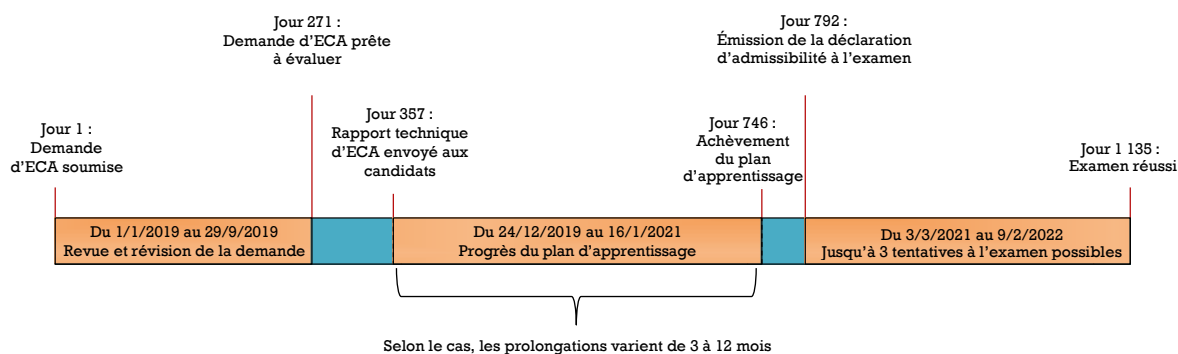 Jour 271 :
Demande d’ECA prête
à évaluer
Jour 792 :
Émission de la déclaration
d’admissibilité à l’examen
Jour 1 :
Demande
d’ECA soumise
Jour 357 :
Rapport technique
d’ECA envoyé aux
candidats
Jour 746 :
Achèvement
du plan
d’apprentissage
Jour 1 135 :
Examen réussi
Du 1/1/2019 au 29/9/2019
Revue et révision de la demande
Du 24/12/2019 au 16/1/2021
Progrès du plan d’apprentissage
Du 3/3/2021 au 9/2/2022
Jusqu’à 3 tentatives à l’examen possibles
Selon le cas, les prolongations varient de 3 à 12 mois